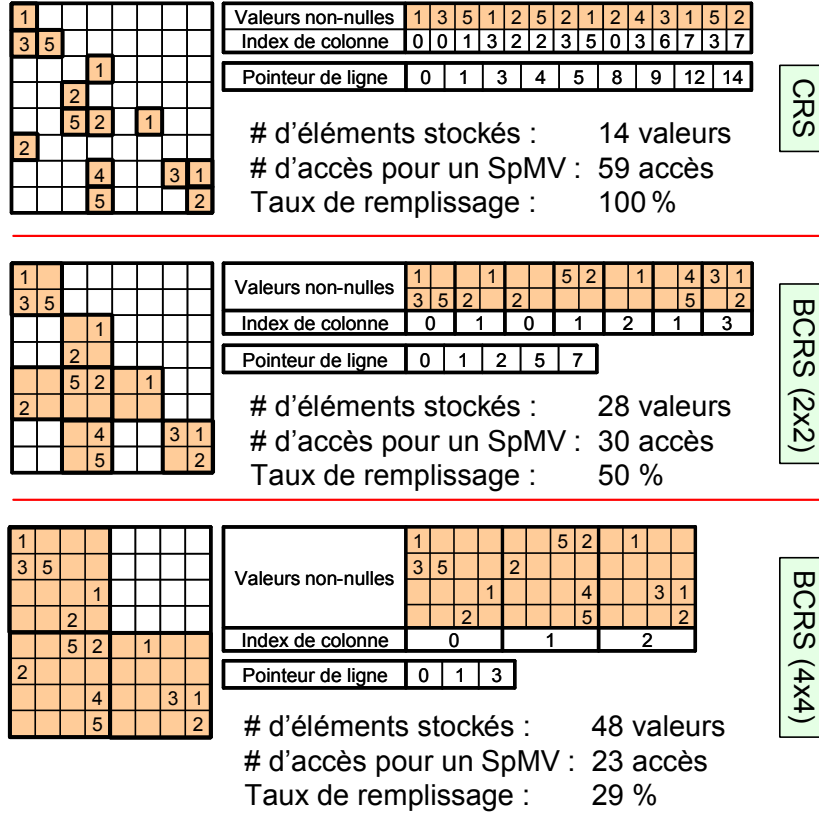 1
3 5
1
2
5 2 1
2
4 3 1
5 2
Valeurs non-nulles 1 3 5 1 2 5 2 1 2 4 3 1 5 2
Index de colonne 0 0 1 3 2 2 3 5 0 3 6 7 3 7
Pointeur de ligne 0 1 3 4 5 8 9 12 14
# d'éléments stockés : 14 valeurs
# d'accès pour un SpMV : 59 accès
Taux de remplissage : 100 %
CRS
1
3 5
1
2
5 2 1
2
4 3 1
5 2
Valeurs non-nulles
1 1 5 2 1 4 3 1
3 5 2 2 5 2
Index de colonne 0 1 0 1 2 1 3
Pointeur de ligne 0 1 2 5 7
# d'éléments stockés : 28 valeurs
# d'accès pour un SpMV : 30 accès
Taux de remplissage : 50 %
BCRS (2x2)
1
3 5
1
2
5 2 1
2
4 3 1
5 2
Valeurs non-nulles
1 5 2 1
3 5 2
1 4 3 1
2 5 2
Index de colonne 0 1 2
Pointeur de ligne 0 1 3
# d'éléments stockés : 48 valeurs
# d'accès pour un SpMV : 23 accès
Taux de remplissage : 29 %
BCRS (4x4)